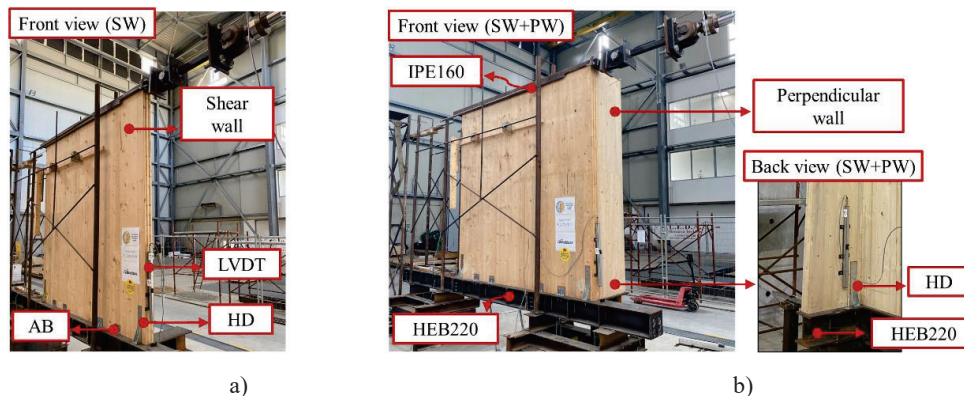 Front view (SW)
Shear
wall
LVDT
AB
HD
a)
Front view (SW+PW)
IPE160
Perpendicular
wall
Back view (SW+PW)
HD
HEB220
HEB220
b)